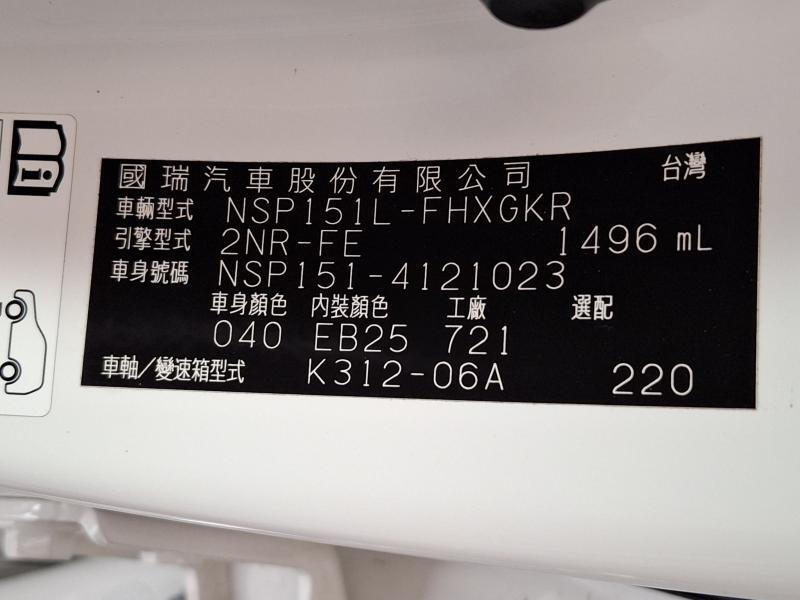 國瑞汽車股份有限公司 台灣
車輛型式 NSP151L-FHXGKR
引擎型式 2NR-FE 1496 mL
車身號碼 NSP151-4121023
車身顏色 內裝顏色 工廠 選配
040 EB25 721
車軸/變速箱型式 K312-06A 220